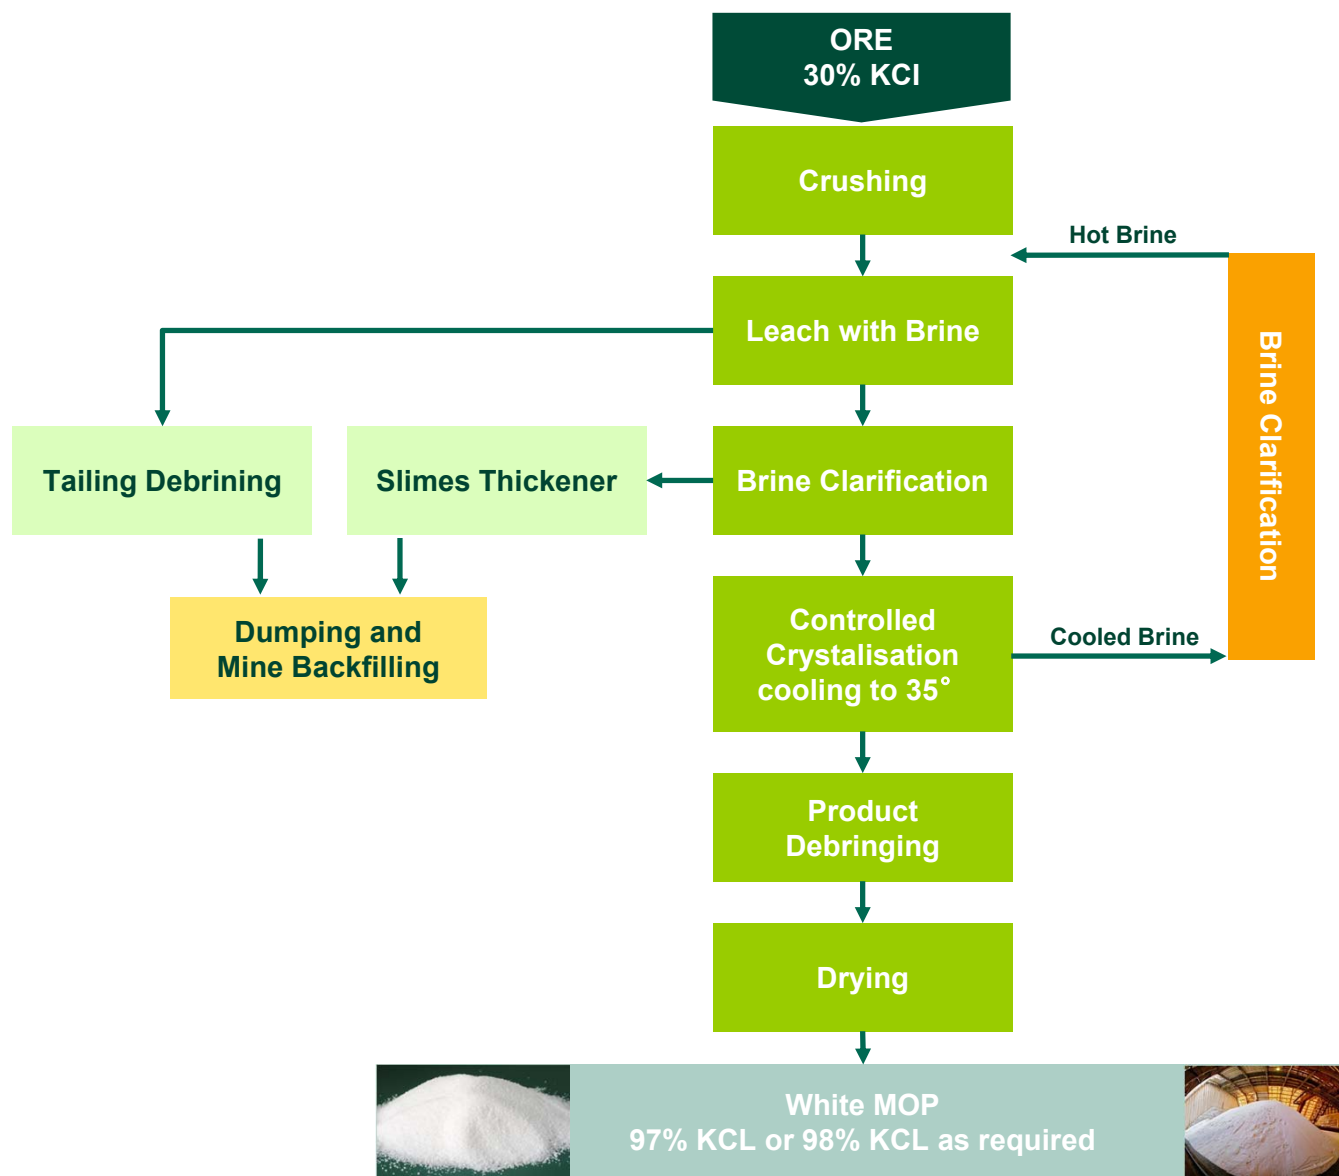 ORE
30% KCl
Crushing
Hot Brine
Leach with Brine
Brine Clarification
Tailing Debrining
Slimes Thickener
Brine Clarification
Dumping and
Mine Backfilling
Controlled
Crystalisation
cooling to 35°
Cooled Brine
Product
Debringing
Drying
White MOP
97% KCL or 98% KCL as required